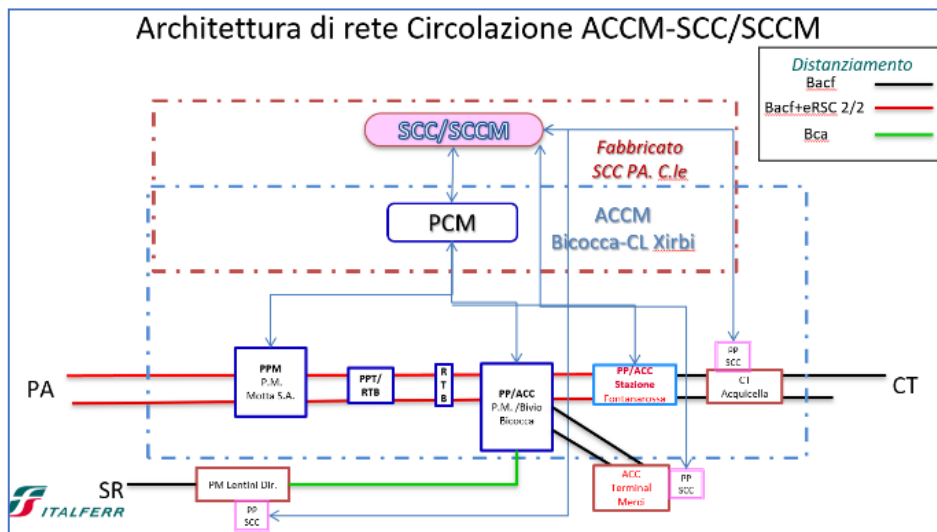 Architettura di rete Circolazione ACCM-SCC/SCCM
Distanziamento
Bacf
Bacf+eRSC 2/2
Bca
SCC/SCCM
Fabbricato
SCC PA. C.le
PCM
ACCM
Bicocca-CL Xirbi
PA
PPM
P.M.
Motta S.A.
PPT/
RTB
R
T
B
PP/ACC
P.M. /Bivio
Bicocca
PP/ACC
Stazione
Fontanarossa
PP
SCC
CT
Acquicella
CT
SR
PM Lentini Dir.
PP
SCC
ACC
Terminal
Merci
PP
SCC
ITALFERR